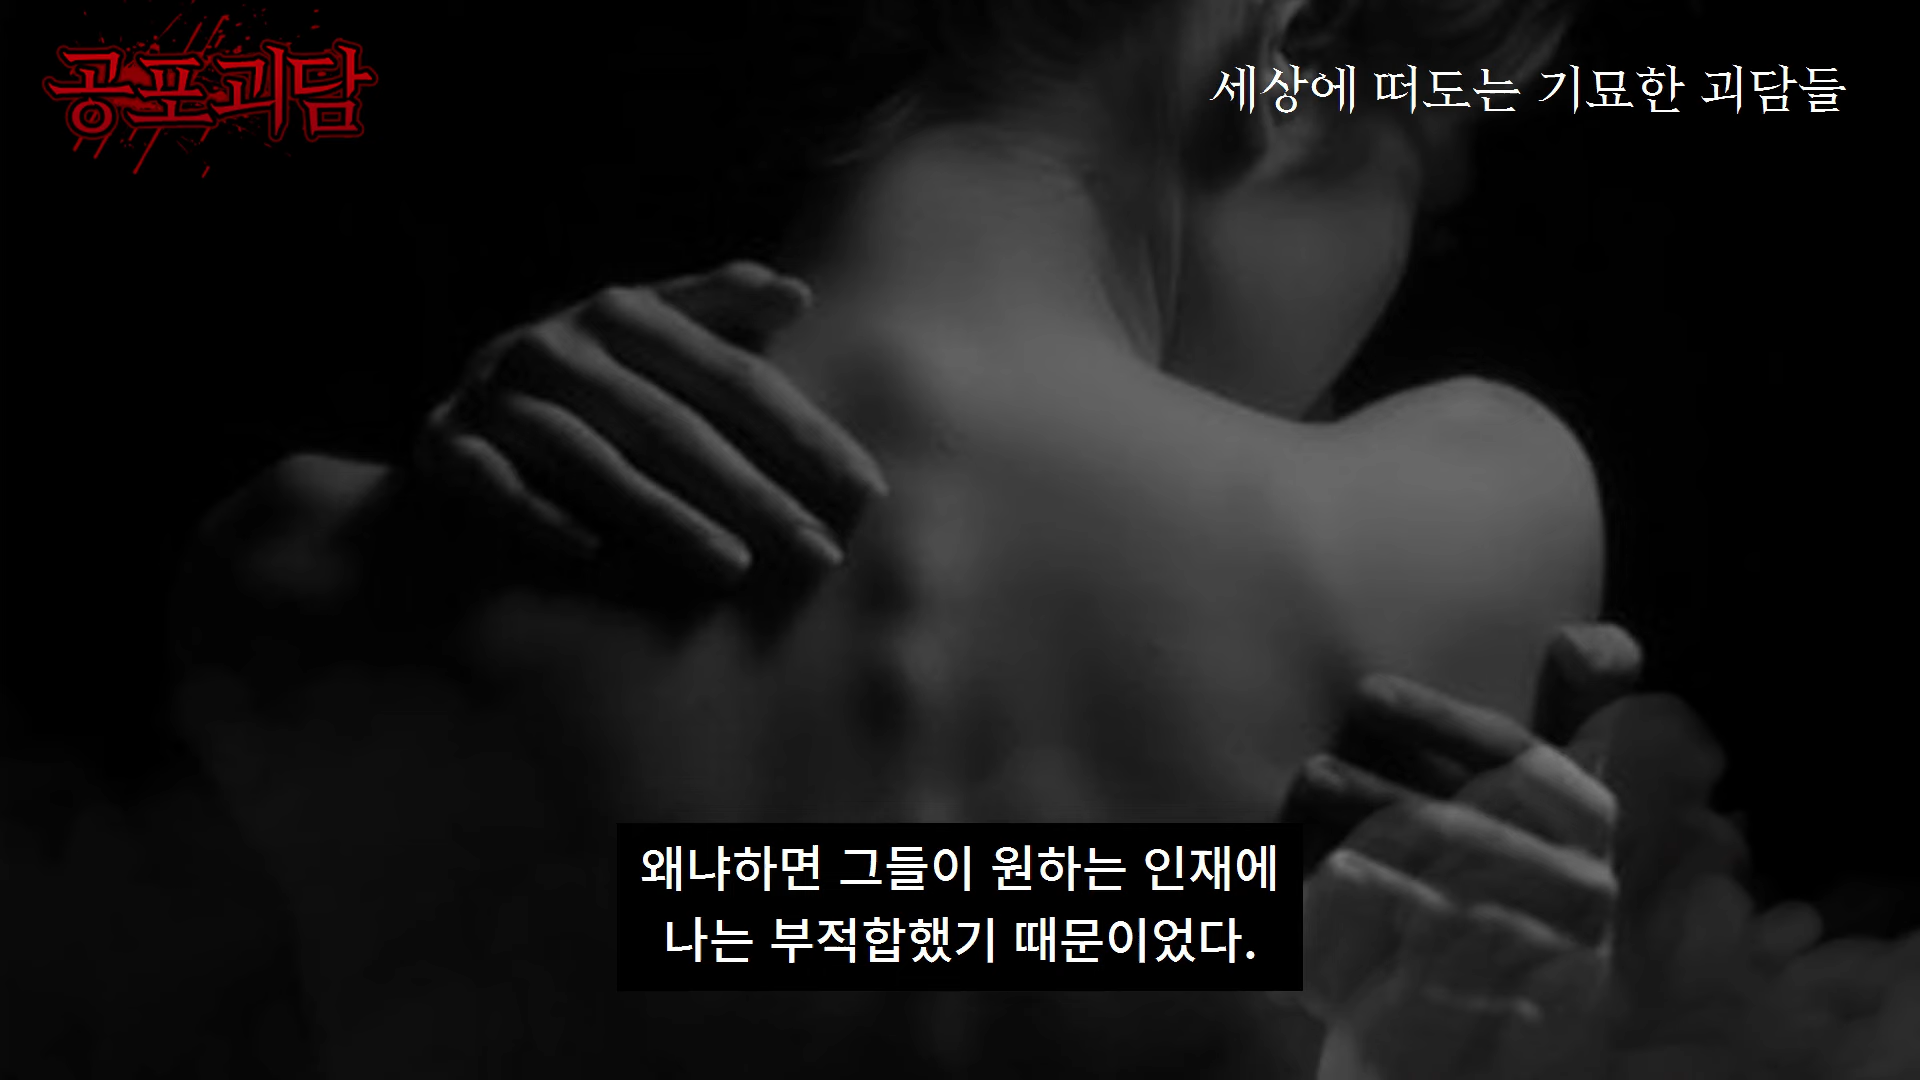 공포괴담
세상에 떠도는 기묘한 괴담들
왜냐하면 그들이 원하는 인재에
나는 부적합했기 때문이었다.